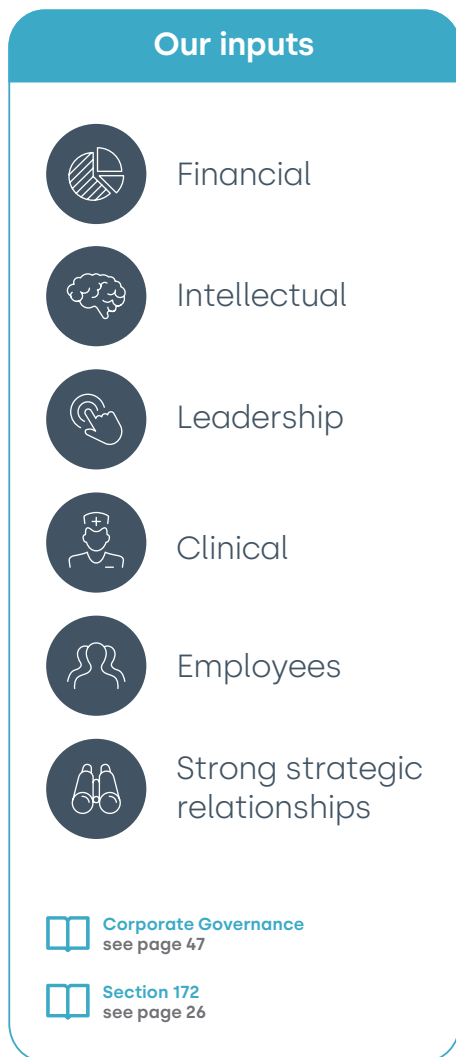 Our inputs
Financial
Intellectual
Leadership
Clinical
Employees
Strong strategic
relationships
Corporate Governance
see page 47
Section 172
see page 26